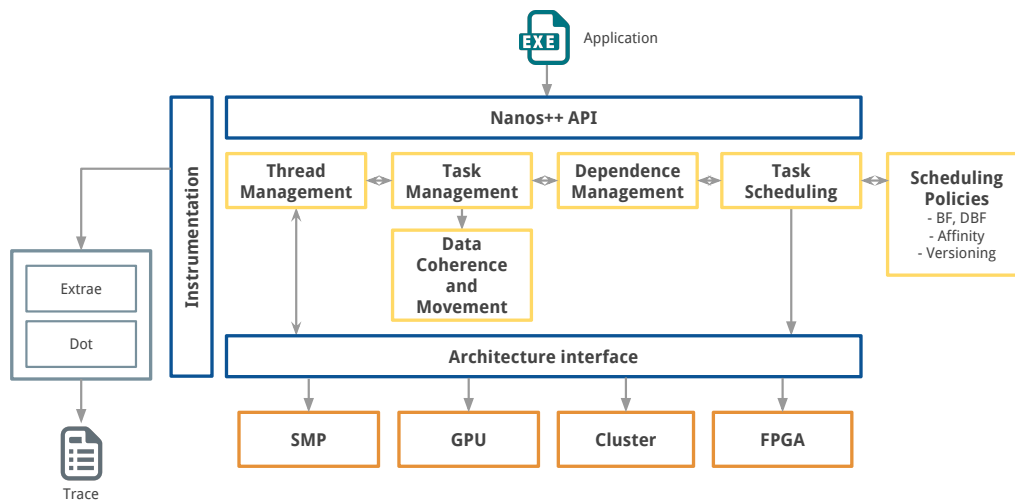 EXE
Application
Nanos++ API
Instrumentation
Thread
Management
Task
Management
Dependence
Management
Task
Scheduling
Scheduling
Policies
- BF, DBF
- Affinity
- Versioning
Data
Coherence
and
Movement
Extrae
Dot
Architecture interface
SMP
GPU
Cluster
FPGA
Trace